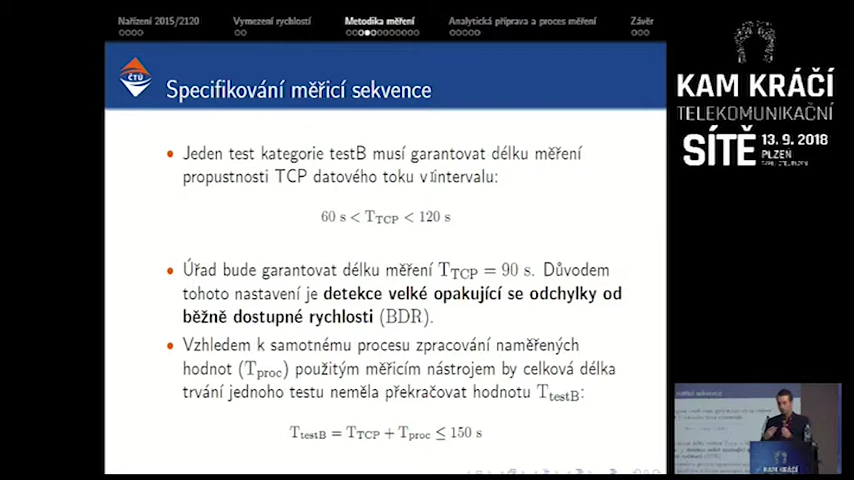 Nařízení 2015/2120
Vymezení rychlostí
Metodika měření
Analytická příprava a proces měření
Závěr
ČTÚ
Specifikování měřicí sekvence
Jeden test kategorie testB musí garantovat délku měření
propustnosti TCP datového toku v intervalu:
60 s < T_TCP < 120 s
Úřad bude garantovat délku měření T_TCP = 90 s. Důvodem
tohoto nastavení je detekce velké opakující se odchylky od
běžně dostupné rychlosti (BDR).
Vzhledem k samotnému procesu zpracování naměřených
hodnot (T_proc) použitým měřicím nástrojem by celková délka
trvání jednoho testu neměla překračovat hodnotu T_testB:
T_testB = T_TCP + T_proc ≤ 150 s
KAM KRÁČÍ
TELEKOMUNIKAČNÍ
SÍTĚ 13. 9. 2018
PLZEŇ
KAM KRÁČÍ